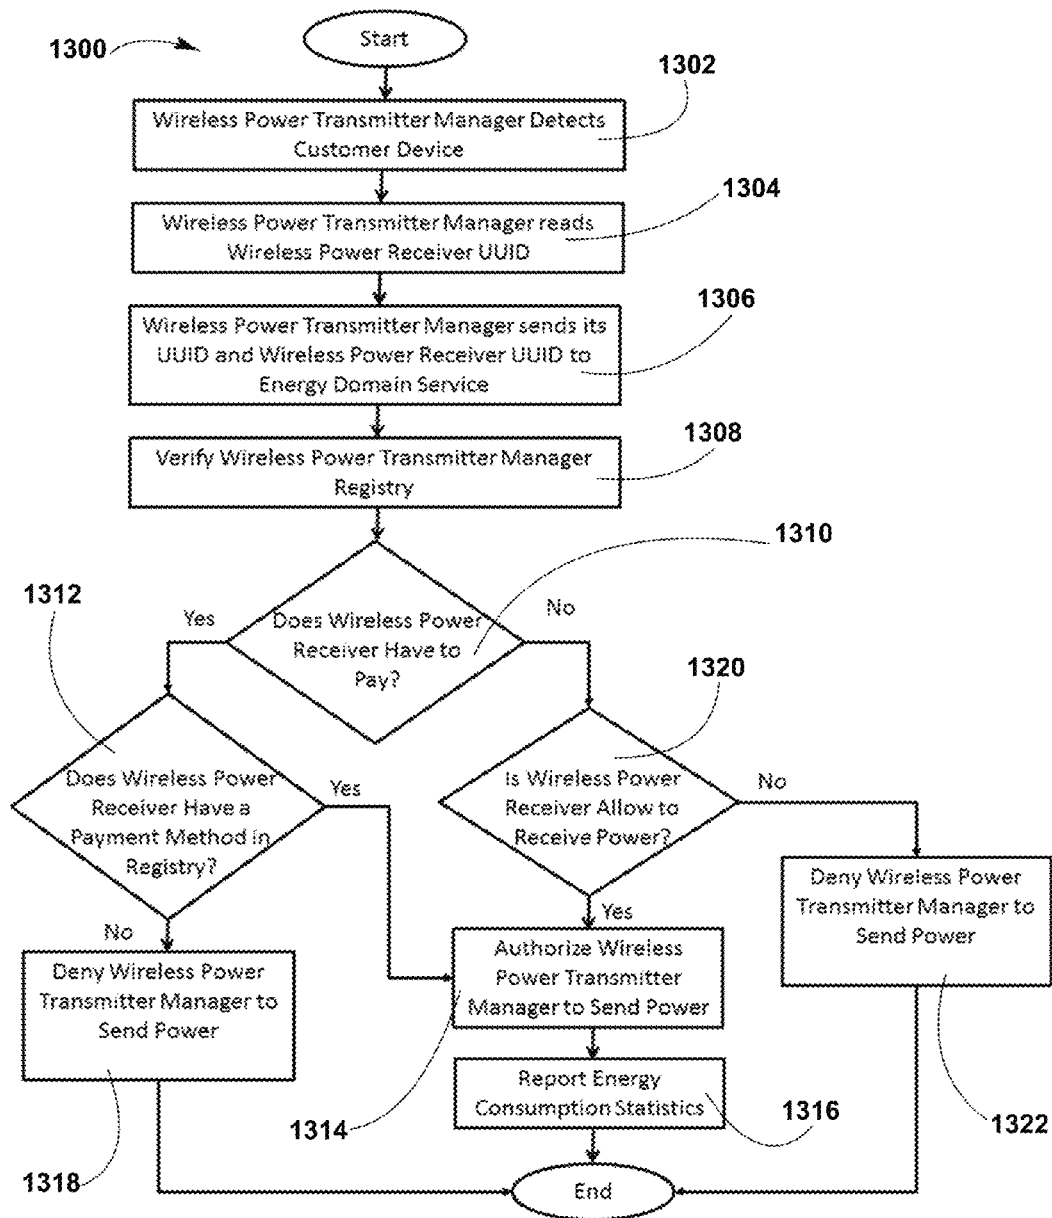 1300
Start
1302
Wireless Power Transmitter Manager Detects
Customer Device
1304
Wireless Power Transmitter Manager reads
Wireless Power Receiver UUID
1306
Wireless Power Transmitter Manager sends its
UUID and Wireless Power Receiver UUID to
Energy Domain Service
1308
Verify Wireless Power Transmitter Manager
Registry
1310
Does Wireless Power
Receiver Have to
Pay?
Yes
No
1312
Does Wireless Power
Receiver Have a
Payment Method in
Registry?
Yes
No
1320
Is Wireless Power
Receiver Allow to
Receive Power?
No
Yes
Deny Wireless Power
Transmitter Manager to
Send Power
1322
Authorize Wireless
Power Transmitter
Manager to Send Power
1314
Deny Wireless Power
Transmitter Manager to
Send Power
1318
Report Energy
Consumption Statistics
1316
End